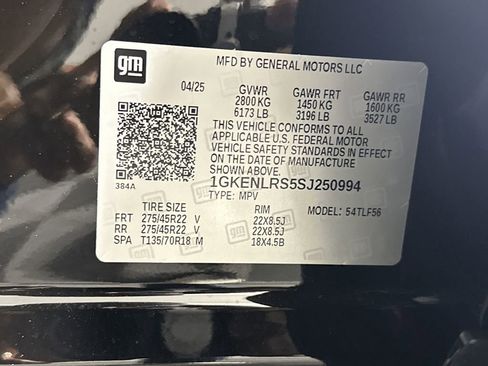 gm
MFD BY GENERAL MOTORS LLC
04/25 GVWR GAWR FRT GAWR RR
2800 KG 1450 KG 1600 KG
6173 LB 3196 LB 3527 LB
THIS VEHICLE CONFORMS TO ALL
APPLICABLE U.S. FEDERAL MOTOR
VEHICLE SAFETY STANDARDS IN EFFECT
ON THE DATE OF MANUFACTURE
SHOWN ABOVE.
384A 1GKENLRS5SJ250994
TYPE: MPV
TIRE SIZE RIM MODEL: 54TLF56
FRT 275/45R22 V 22X8.5J
RR 275/45R22 V 22X8.5J
SPA T135/70R18 M 18X4.5B